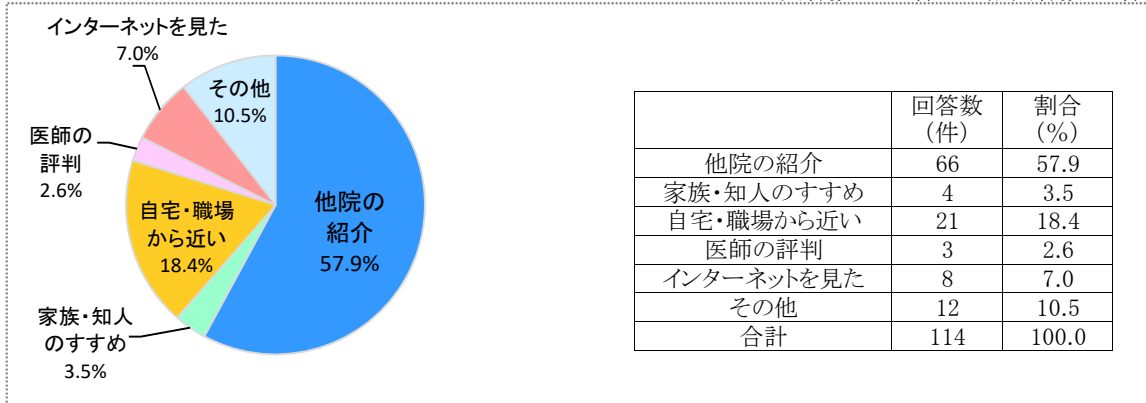 インターネットを見た
7.0%
その他
10.5%
医師の
評判
2.6%
自宅・職場
から近い
18.4%
他院の
紹介
57.9%
家族・知人
のすすめ
3.5%
回答数 割合
(件) (%)
他院の紹介 66 57.9
家族・知人のすすめ 4 3.5
自宅・職場から近い 21 18.4
医師の評判 3 2.6
インターネットを見た 8 7.0
その他 12 10.5
合計 114 100.0